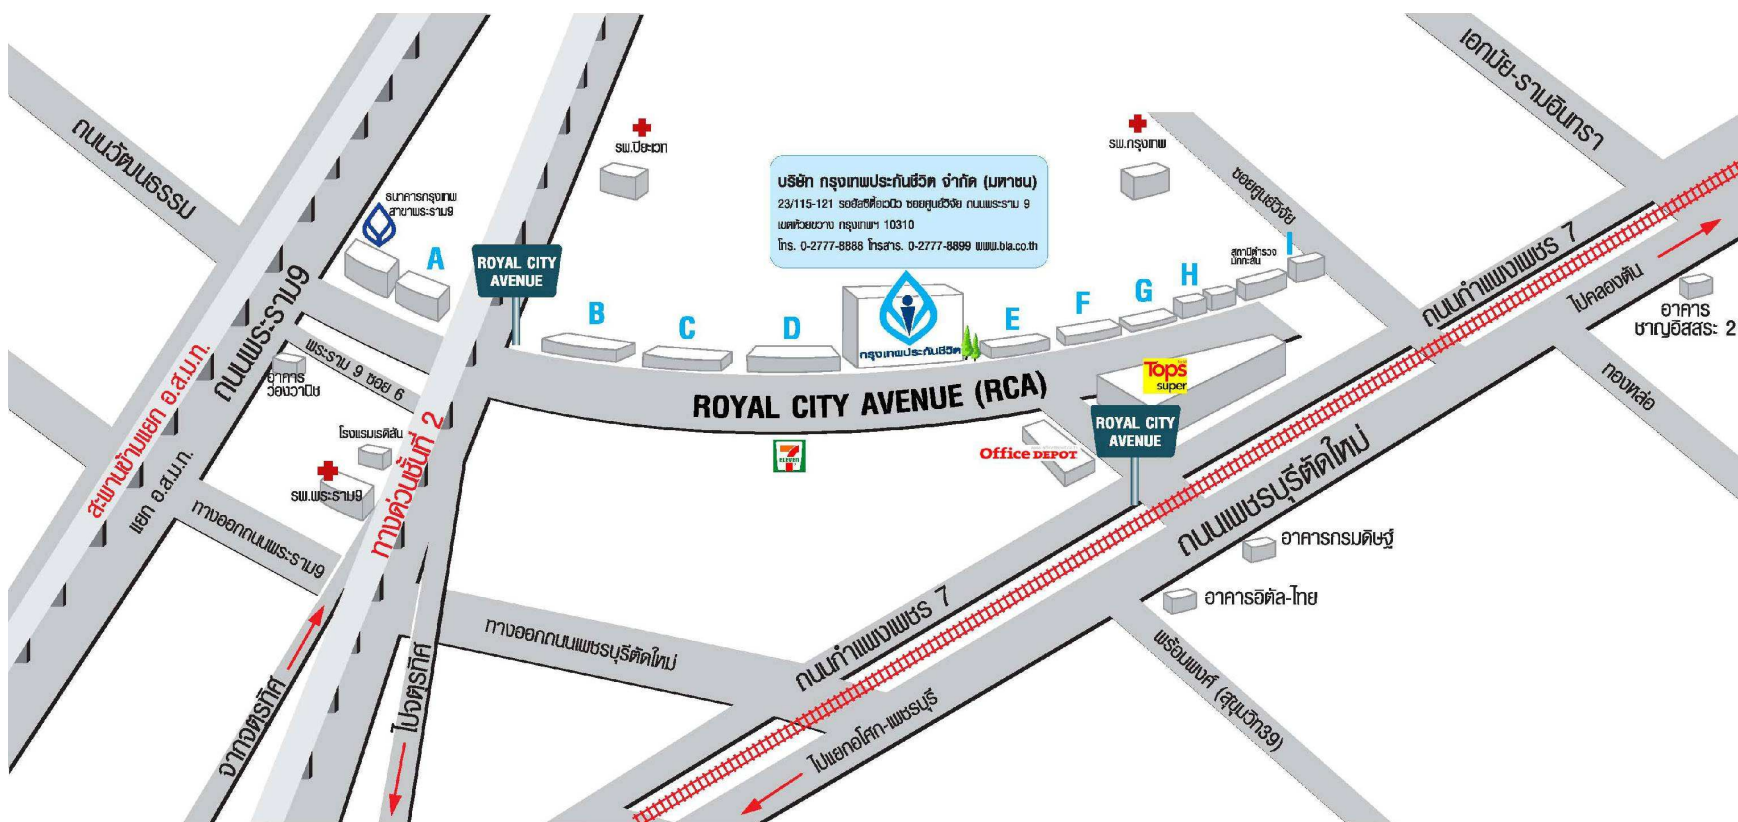 เอกมัย-รามอินทรา
ถนนวัฒนธรรม
รพ.ปิยะเวท
รพ.กรุงเทพ
ซอยศูนย์วิจัย
ธนาคารกรุงเทพ
สาขาพระราม9
บริษัท กรุงเทพประกันชีวิต จำกัด (มหาชน)
23/115-121 รอยัลซิตี้อเวนิว ซอยศูนย์วิจัย ถนนพระราม 9
เขตห้วยขวาง กรุงเทพฯ 10310
โทร. 0-2777-8888 โทรสาร. 0-2777-8899 www.bla.co.th
A
ROYAL CITY
AVENUE
B
C
D
กรุงเทพประกันชีวิต
E
F
G
H
สถานีตำรวจ
มักกะสัน
I
ถนนกำแพงเพชร 7
ไปคลองตัน
อาคาร
ชาญอิสสระ 2
ทองหล่อ
สะพานข้ามแยก อ.ส.ม.ท.
ถนนพระราม9
พระราม 9 ซอย 6
อาคาร
ว่องวานิช
แยก อ.ส.ม.ท.
โรงแรมเรดิสัน
รพ.พระราม9
ทางด่วนขั้นที่ 2
ROYAL CITY AVENUE (RCA)
7
ELEVEN
Tops
super
ROYAL CITY
AVENUE
Office DEPOT
ทางออกถนนพระราม9
ถนนเพชรบุรีตัดใหม่
อาคารกรมดิษฐ์
อาคารอิตัล-ไทย
ทางออกถนนเพชรบุรีตัดใหม่
ถนนกำแพงเพชร 7
พร้อมพงศ์ (สุขุมวิท39)
จากจตุรทิศ
ไปจตุรทิศ
ไปแยกอโศก-เพชรบุรี